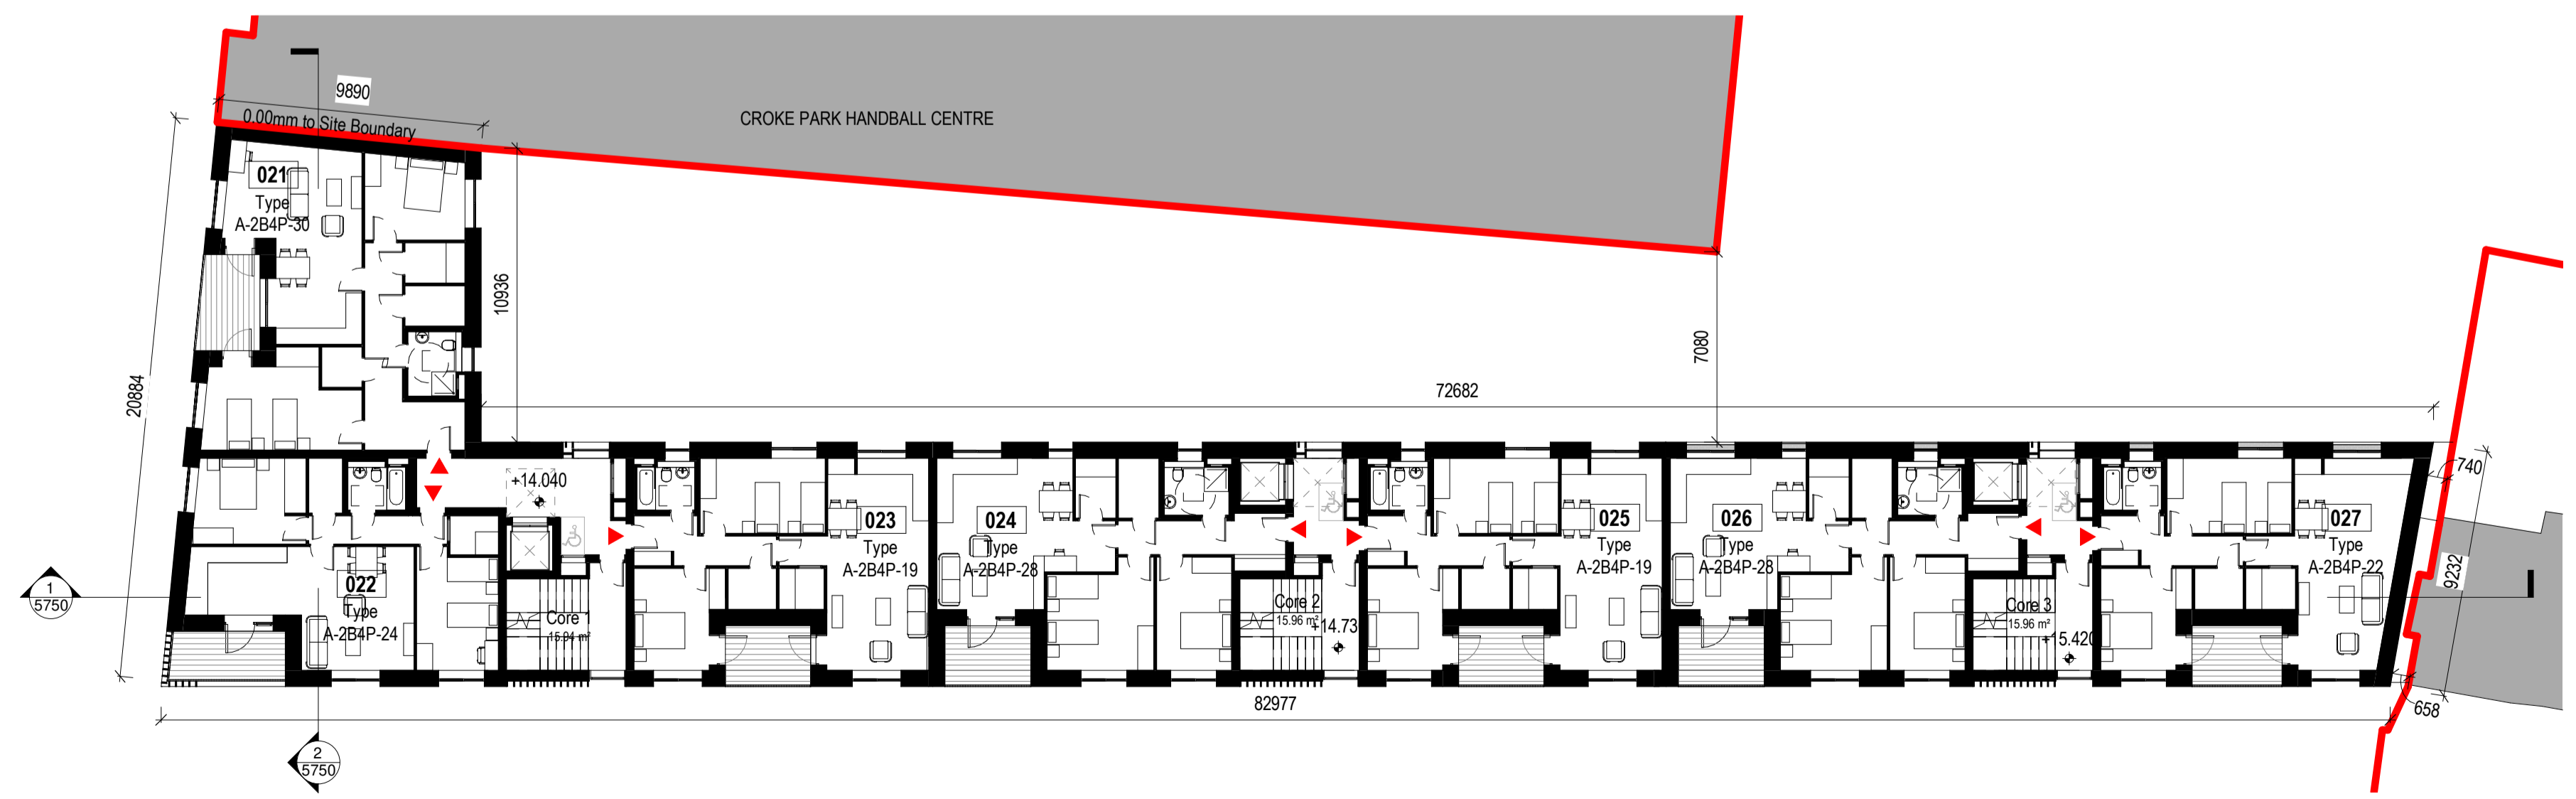 9890
0.00mm to Site Boundary
CROKE PARK HANDBALL CENTRE
021
Type
A-2B4P-30
10936
7080
20884
72682
740
+14.040
023
Type
A-2B4P-19
024
Type
A-2B4P-28
025
Type
A-2B4P-19
026
Type
A-2B4P-28
027
Type
A-2B4P-22
9232
022
Type
A-2B4P-24
1
5750
Core 1
15.94 m²
Core 2
15.96 m²
+14.73
Core 3
15.96 m²
+15.420
82977
658
2
5750